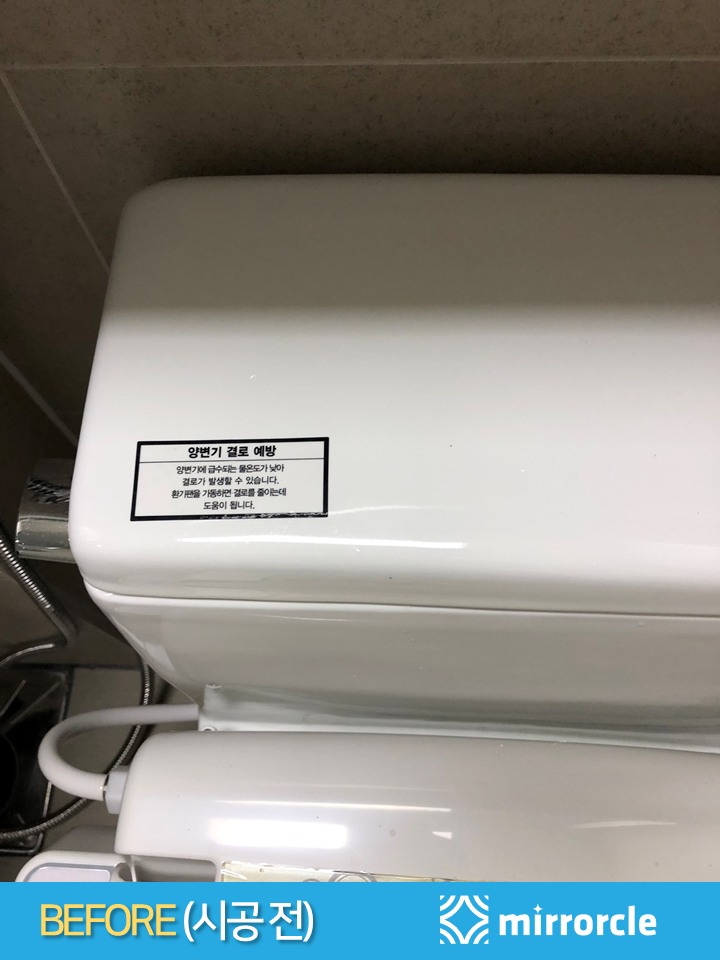 양변기 결로 예방
양변기에 급수되는 물온도가 낮아
결로가 발생할 수 있습니다.
환기팬을 가동하면 결로를 줄이는데
도움이 됩니다.
BEFORE (시공 전)
mirrorcle